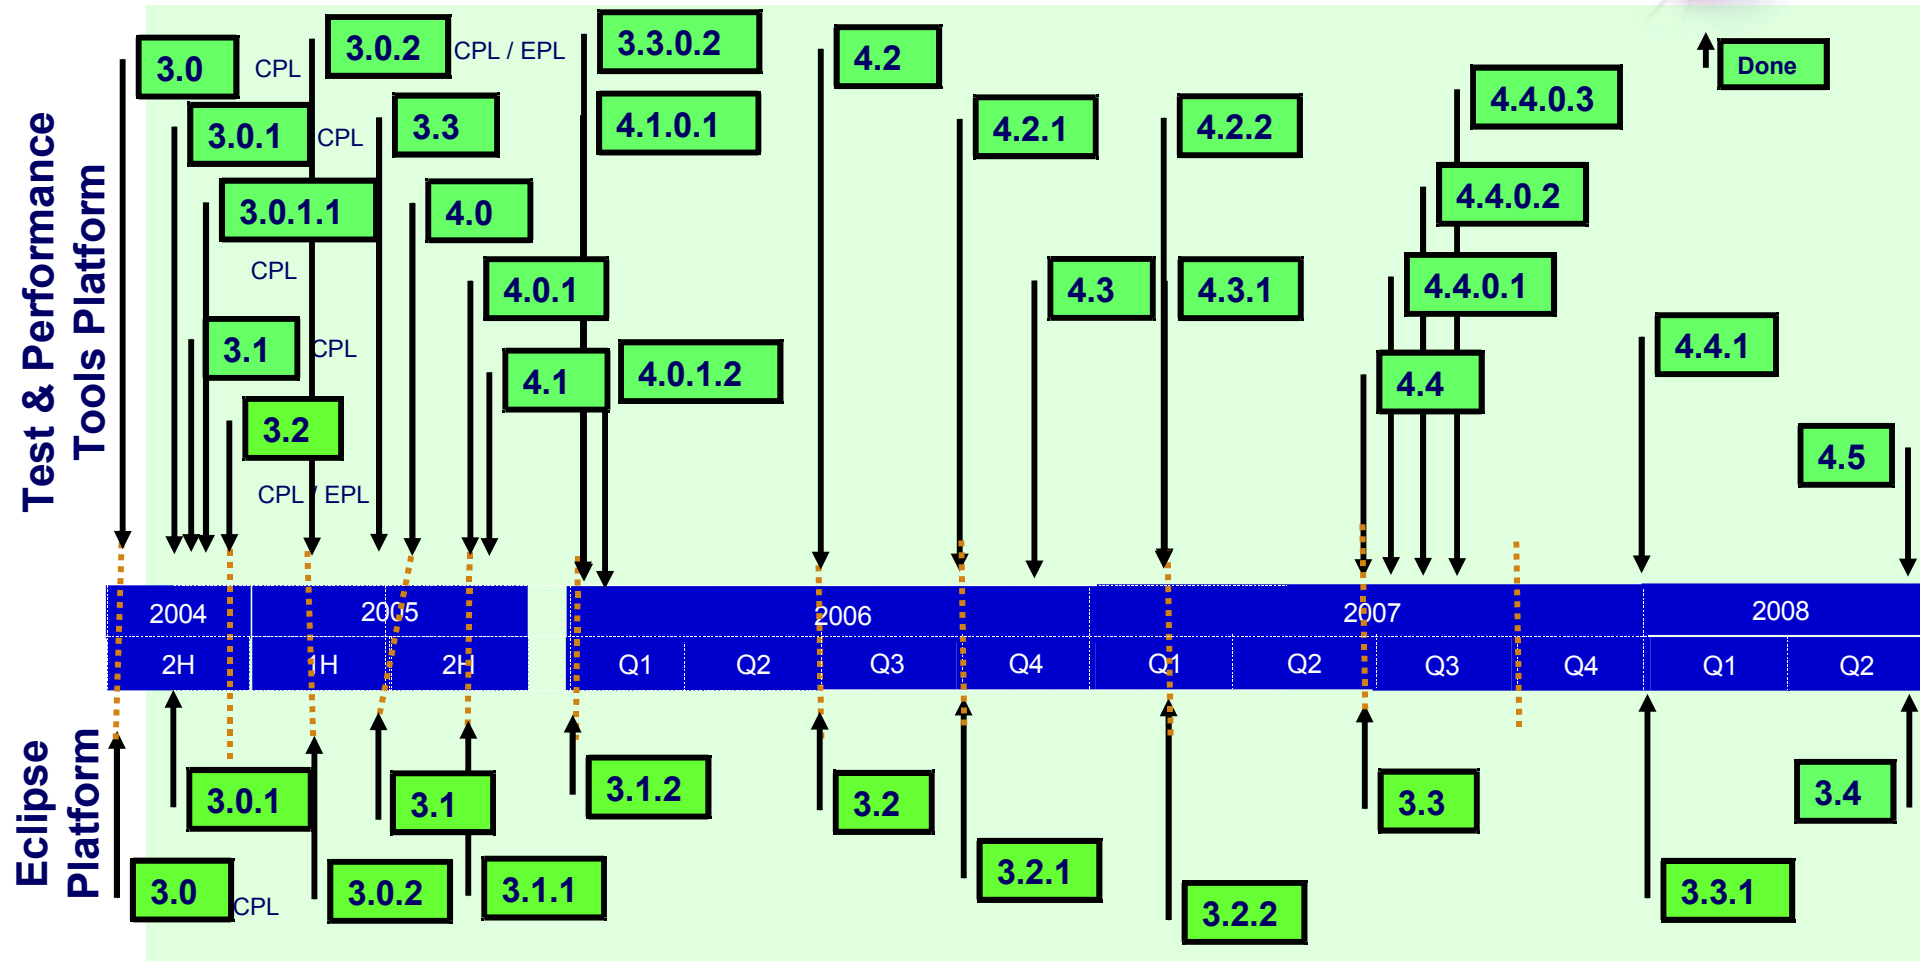 3.0
CPL
3.0.2
CPL / EPL
3.3.0.2
4.2
Done
3.0.1
CPL
3.3
4.1.0.1
4.2.1
4.2.2
4.4.0.3
3.0.1.1
4.0
4.4.0.2
CPL
4.0.1
4.3
4.3.1
4.4.0.1
3.1
CPL
4.1
4.0.1.2
4.4
4.4.1
3.2
4.5
CPL / EPL
Test & Performance
Tools Platform
2004
2005
2006
2007
2008
2H
1H
2H
Q1
Q2
Q3
Q4
Q1
Q2
Q3
Q4
Q1
Q2
Eclipse
Platform
3.0.1
3.1
3.1.2
3.2
3.3
3.4
3.0
CPL
3.0.2
3.1.1
3.2.1
3.2.2
3.3.1